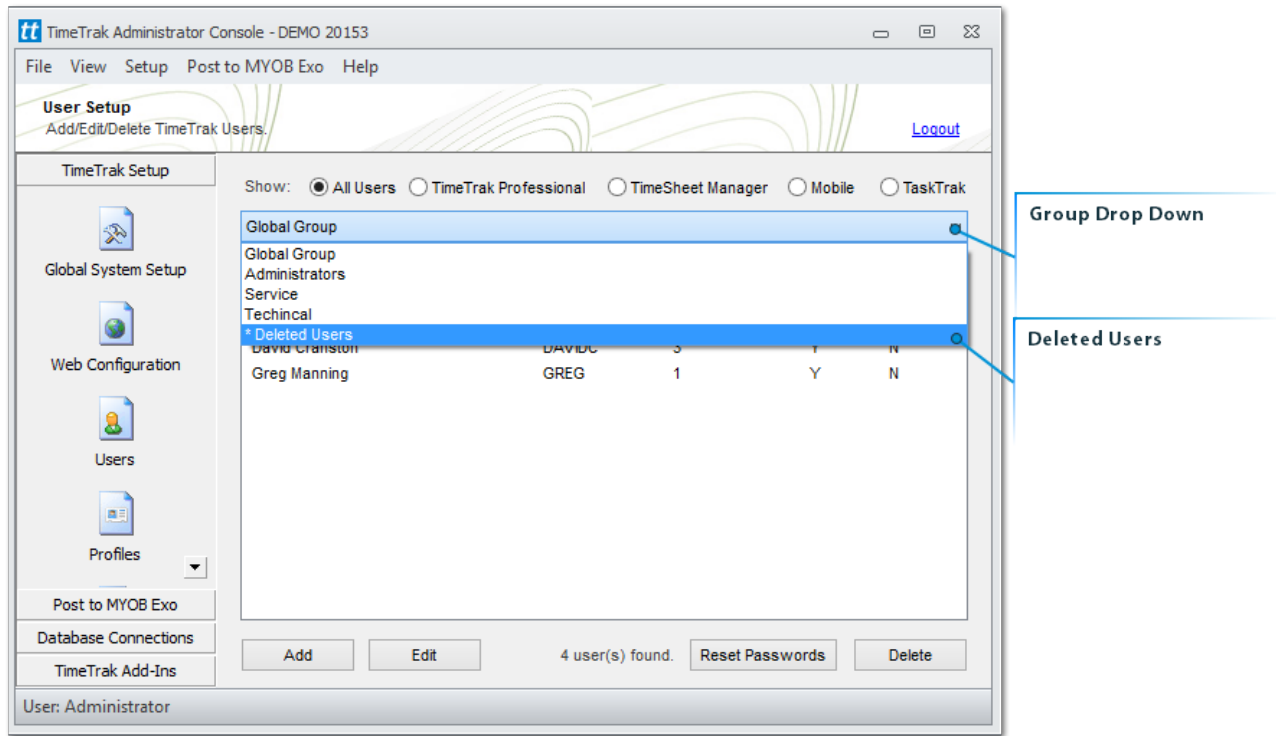 tt TimeTrak Administrator Console - DEMO 20153
File View Setup Post to MYOB Exo Help
User Setup
Add/Edit/Delete TimeTrak Users.
Logout
TimeTrak Setup
Global System Setup
Web Configuration
Users
Profiles
Post to MYOB Exo
Database Connections
TimeTrak Add-Ins
Show: All Users TimeTrak Professional TimeSheet Manager Mobile TaskTrak
Global Group
Global Group
Administrators
Service
Techincal
* Deleted Users
David Cranston DAVIDC 3 Y N
Greg Manning GREG 1 Y N
Add Edit 4 user(s) found. Reset Passwords Delete
User: Administrator
Group Drop Down
Deleted Users